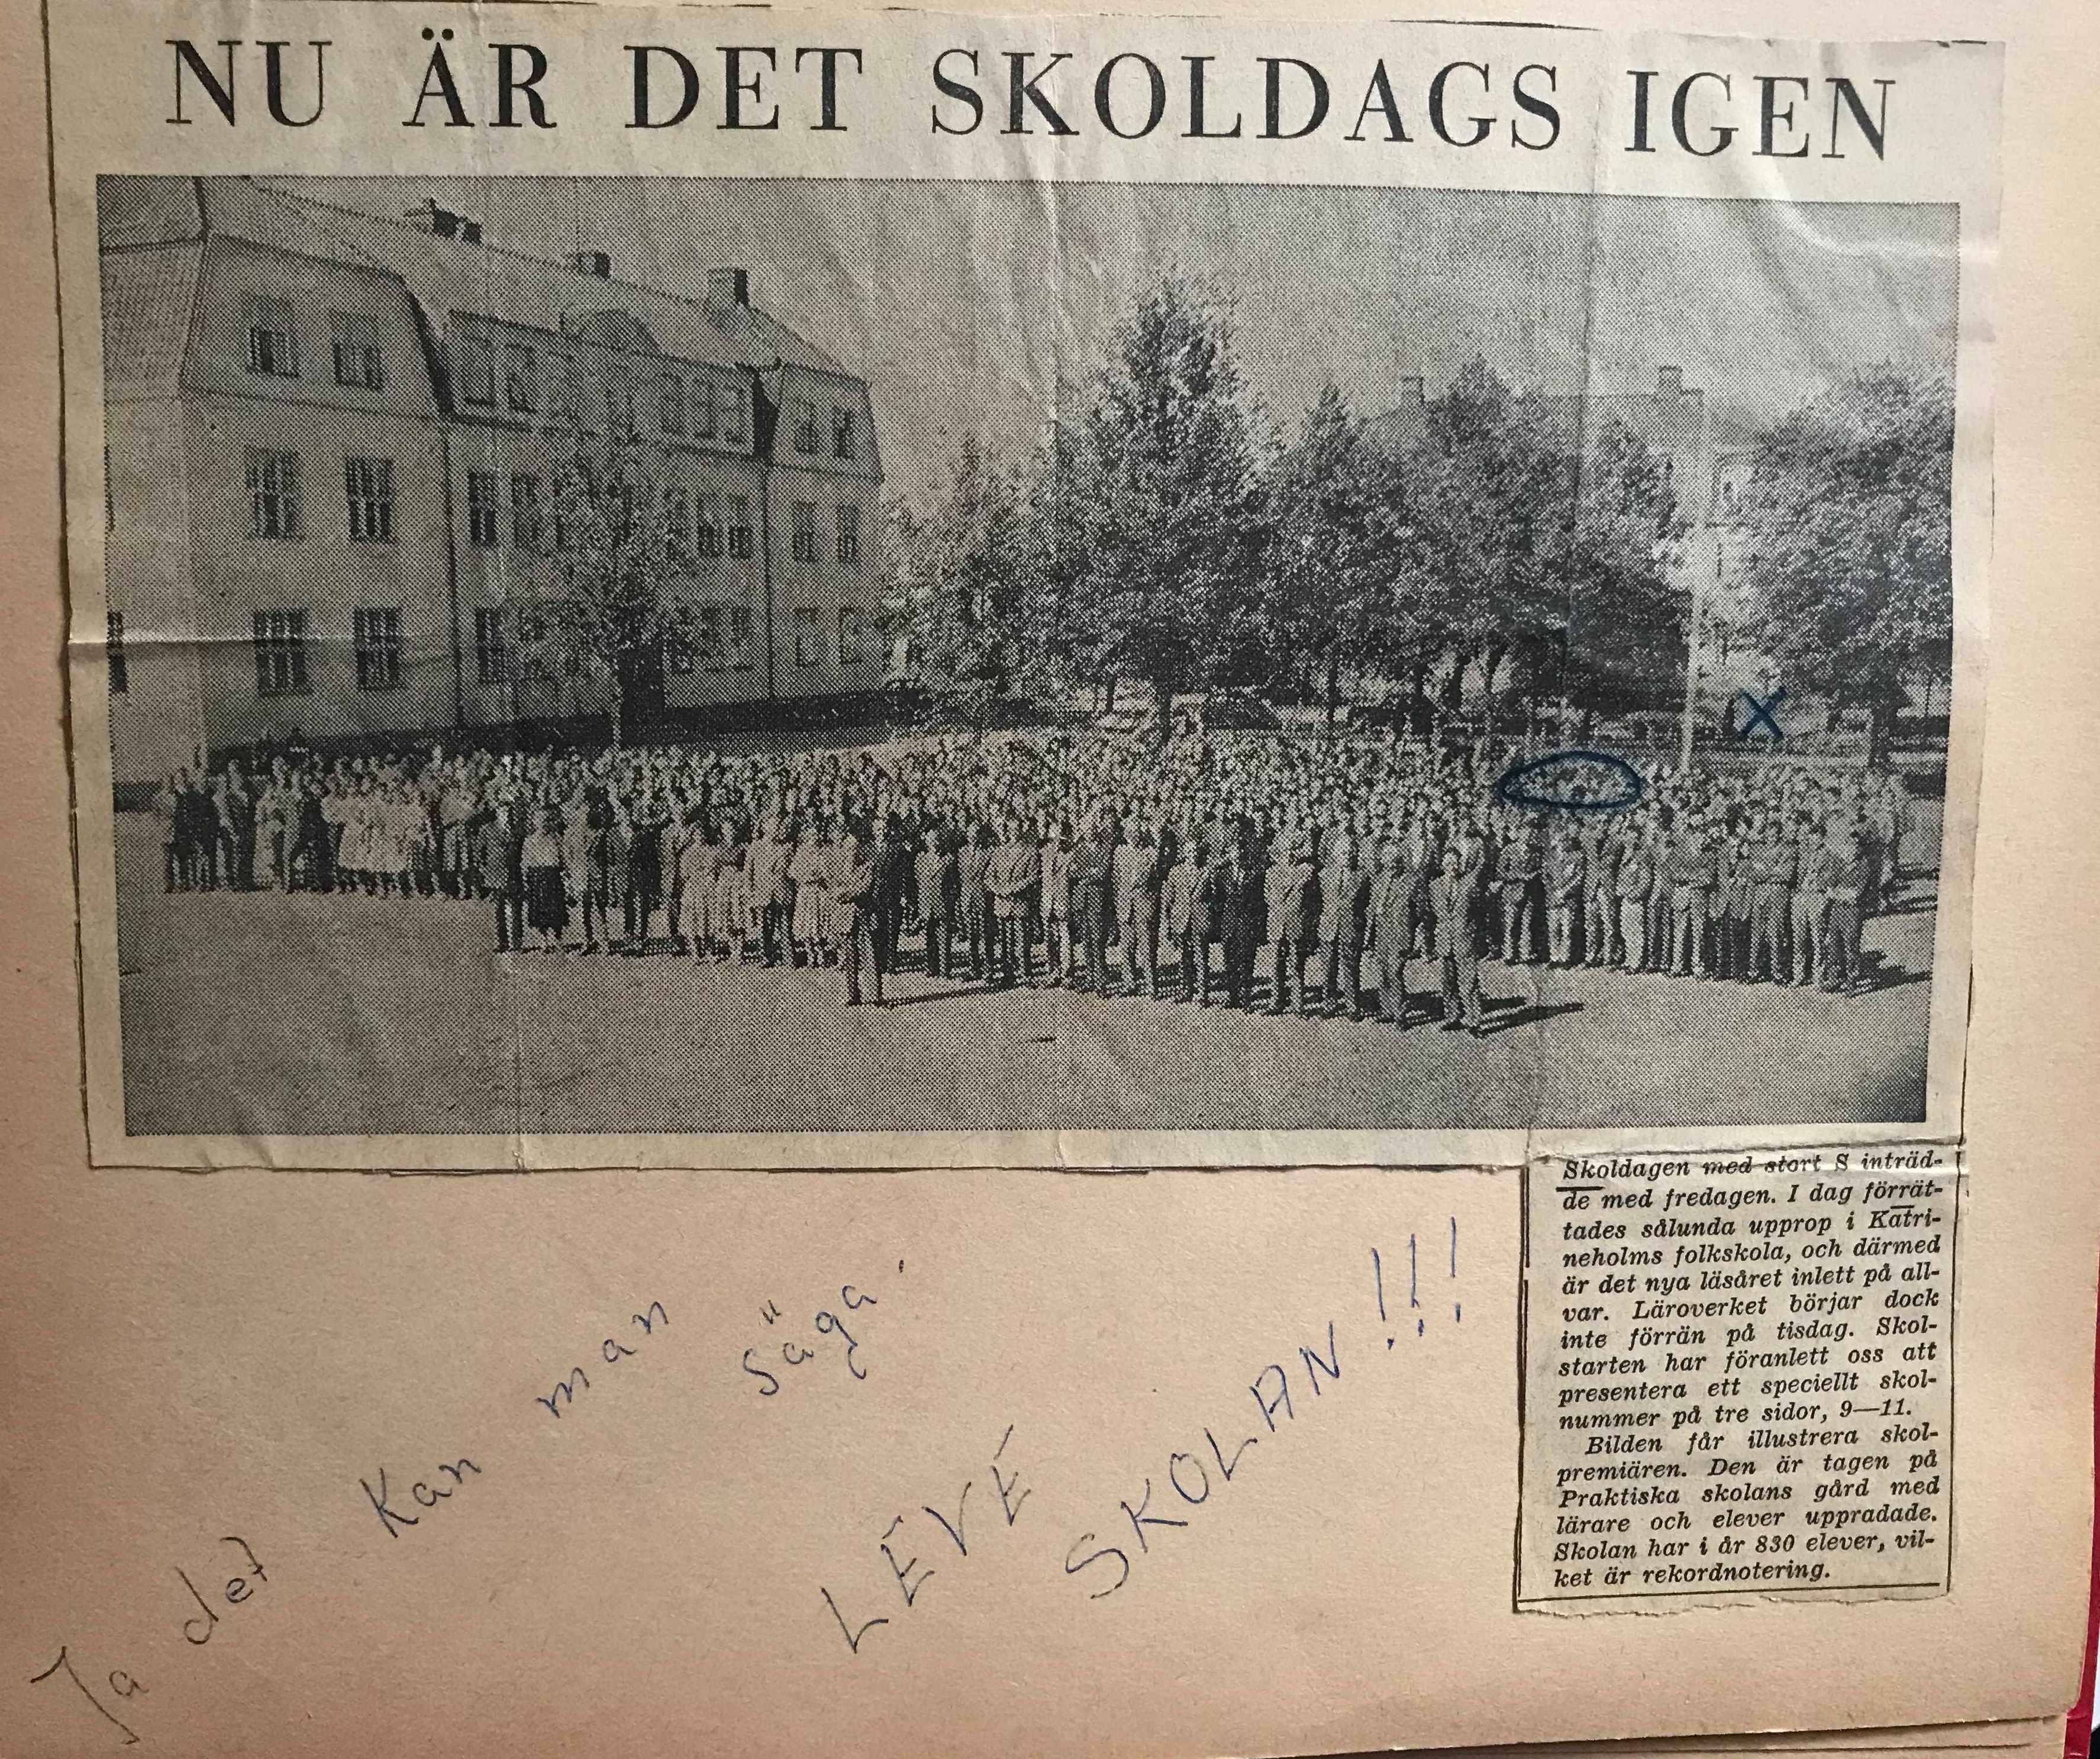 NU ÄR DET SKOLDAGS IGEN
X
Skoldagen med stort S inträd-
de med fredagen. I dag förrät-
tades sålunda upprop i Katri-
neholms folkskola, och därmed
är det nya läsåret inlett på all-
var. Läroverket börjar dock
inte förrän på tisdag. Skol-
starten har föranlett oss att
presentera ett speciellt skol-
nummer på tre sidor, 9—11.
Bilden får illustrera skol-
premiären. Den är tagen på
Praktiska skolans gård med
lärare och elever uppradade.
Skolan har i år 830 elever, vil-
ket är rekordnotering.
Ja det kan man säga.
LEVE SKOLAN!!!